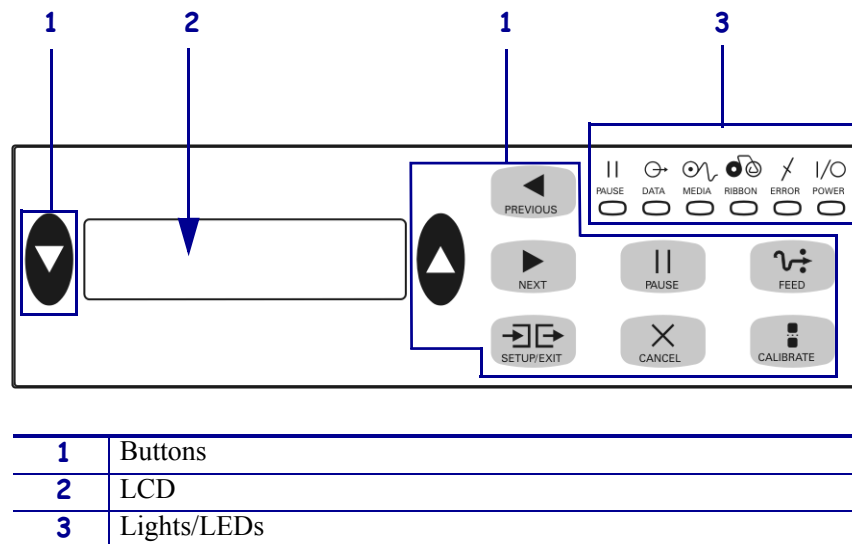 1 2 1 3
PAUSE DATA MEDIA RIBBON ERROR POWER
PREVIOUS
NEXT PAUSE FEED
SETUP/EXIT CANCEL CALIBRATE
1 Buttons
2 LCD
3 Lights/LEDs